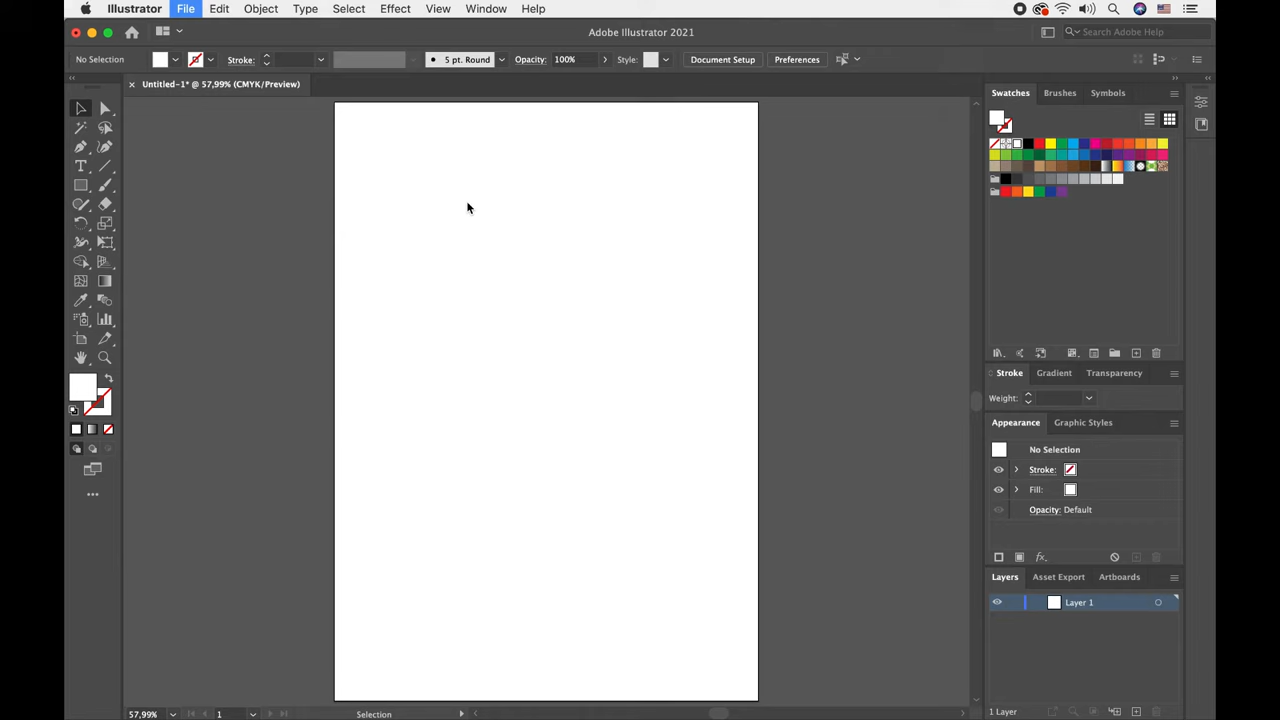 Illustrator File Edit Object Type Select Effect View Window Help
Adobe Illustrator 2021
Search Adobe Help
No Selection
Stroke:
5 pt. Round
Opacity: 100%
Style:
Document Setup
Preferences
Untitled-1* @ 57,99% (CMYK/Preview)
Swatches Brushes Symbols
Stroke Gradient Transparency
Weight:
Appearance Graphic Styles
No Selection
Stroke:
Fill:
Opacity: Default
fx.
Layers Asset Export Artboards
Layer 1
1 Layer
57,99% 1 Selection